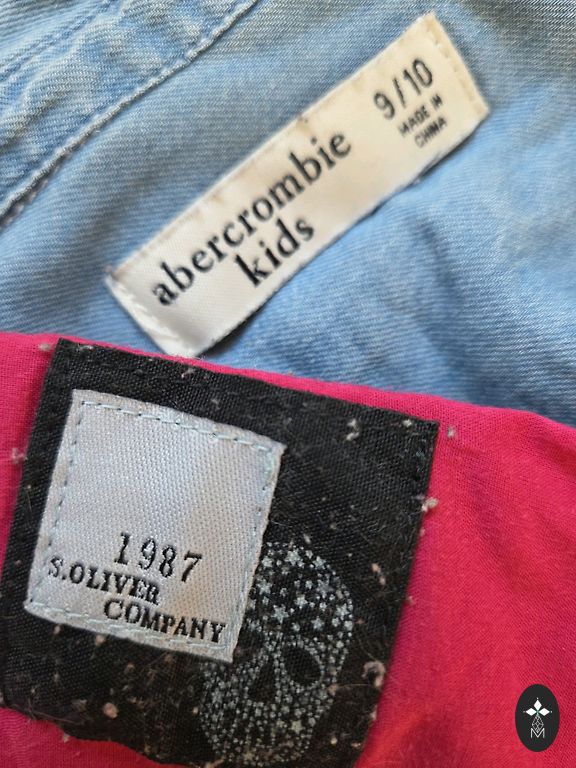 abercrombie
kids
9/10
MADE IN
CHINA
1987
S.OLIVER
COMPANY